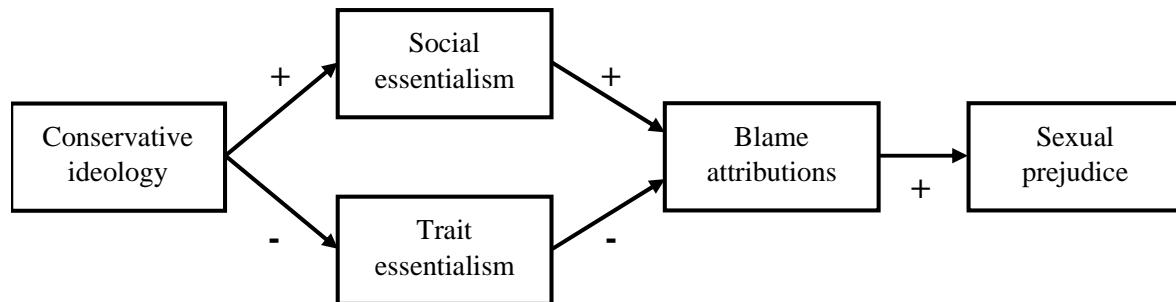 Social
essentialism
+
+
Conservative
ideology
Blame
attributions
Sexual
prejudice
+
-
-
Trait
essentialism